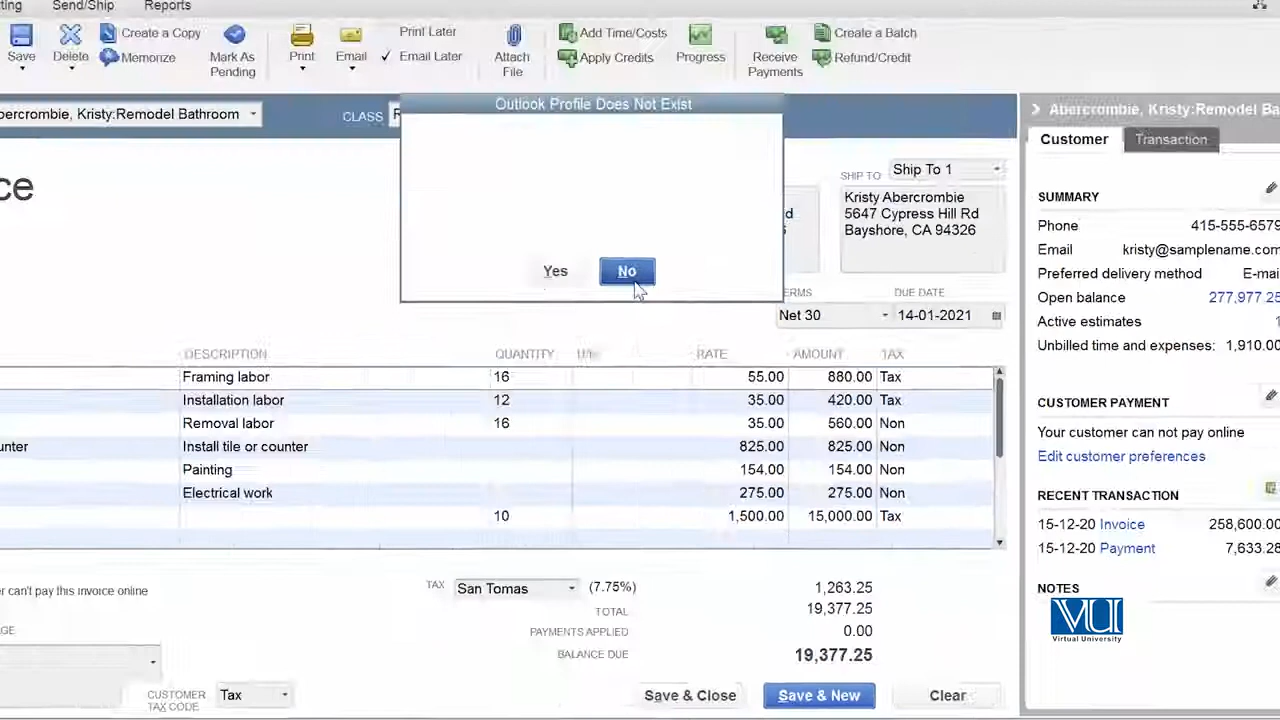 ting Send/Ship Reports
Save Delete Create a Copy Memorize Mark As Pending Print Email Print Later Email Later Attach File Add Time/Costs Apply Credits Progress Receive Payments Create a Batch Refund/Credit
bercrombie, Kristy:Remodel Bathroom CLASS
Outlook Profile Does Not Exist
Yes No
ce
SHIP TO Ship To 1
Kristy Abercrombie
5647 Cypress Hill Rd
Bayshore, CA 94326
ERMS DUE DATE
Net 30 14-01-2021
DESCRIPTION QUANTITY RATE AMOUNT TAX
Framing labor 16 55.00 880.00 Tax
Installation labor 12 35.00 420.00 Tax
Removal labor 16 35.00 560.00 Non
unter Install tile or counter 825.00 825.00 Non
Painting 154.00 154.00 Non
Electrical work 275.00 275.00 Non
10 1,500.00 15,000.00 Tax
r can't pay this invoice online
TAX San Tomas (7.75%) 1,263.25
TOTAL 19,377.25
GE
PAYMENTS APPLIED 0.00
BALANCE DUE 19,377.25
CUSTOMER TAX CODE Tax
Save & Close Save & New Clear
Abercrombie, Kristy:Remodel Ba
Customer Transaction
SUMMARY
Phone 415-555-6579
Email kristy@samplename.com
Preferred delivery method E-mai
Open balance 277,977.25
Active estimates 1
Unbilled time and expenses: 1,910.00
CUSTOMER PAYMENT
Your customer can not pay online
Edit customer preferences
RECENT TRANSACTION
15-12-20 Invoice 258,600.00
15-12-20 Payment 7,633.28
NOTES
VU
Virtual University